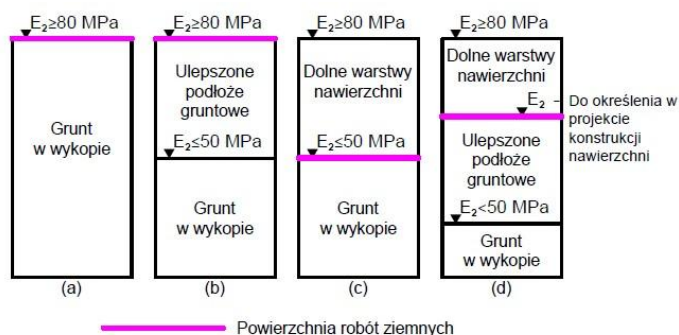 E₂≥80 MPa
Grunt
w wykopie
(a)
E₂≥80 MPa
Ulepszone
podłoże
gruntowe
E₂≤50 MPa
Grunt
w wykopie
(b)
E₂≥80 MPa
Dolne warstwy
nawierzchni
E₂≤50 MPa
Grunt
w wykopie
(c)
E₂≥80 MPa
Dolne warstwy
nawierzchni
E₂ – Do określenia w
projekcie
konstrukcji
nawierzchni
Ulepszone
podłoże
gruntowe
E₂<50 MPa
Grunt
w wykopie
(d)
Powierzchnia robót ziemnych